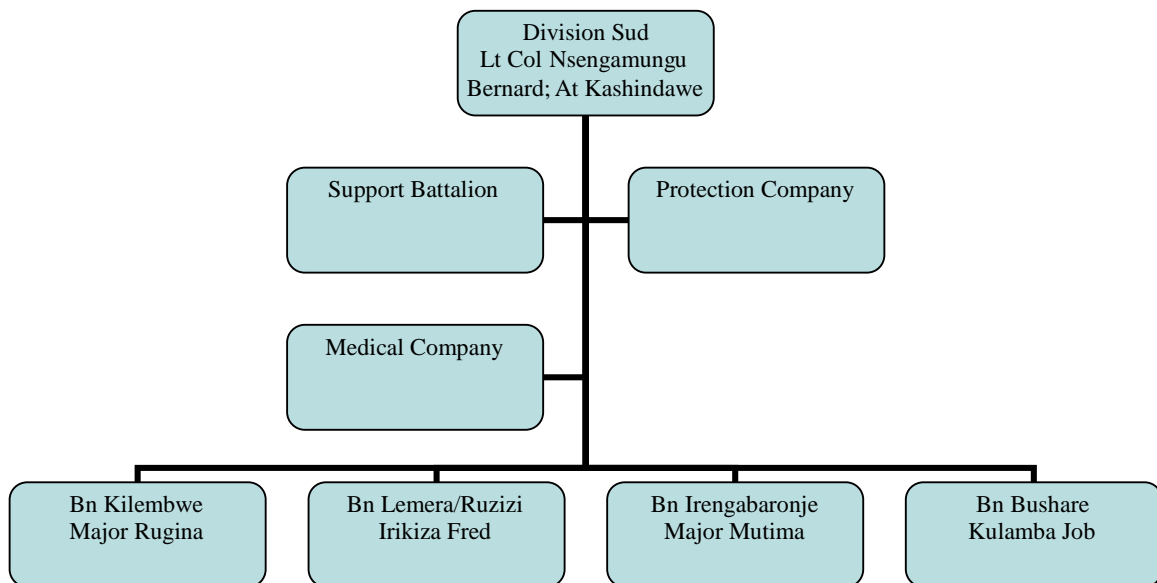 Division Sud
Lt Col Nsengamungu
Bernard; At Kashindawe
Support Battalion
Protection Company
Medical Company
Bn Kilembwe
Major Rugina
Bn Lemera/Ruzizi
Irikiza Fred
Bn Irengabaronje
Major Mutima
Bn Bushare
Kulamba Job